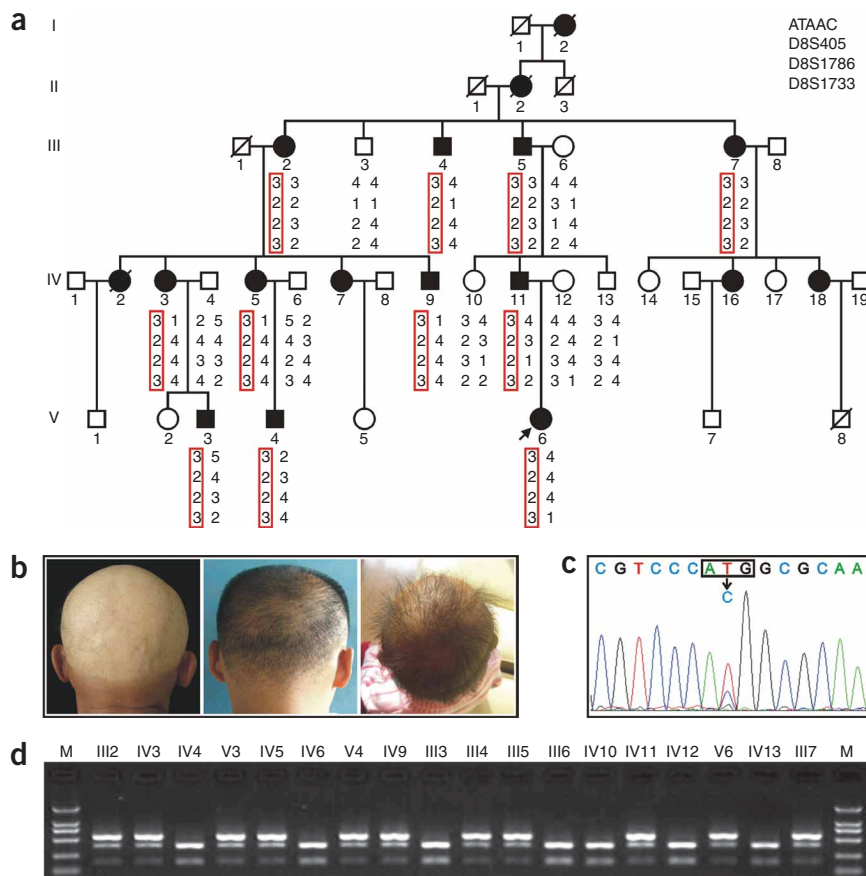 a
I
1 2
ATAAC
D8S405
D8S1786
D8S1733
II
1 2 3
III
1 2 3 4 5 6 7 8
3 3 4 4 3 4 3 3 4 4 3 3
2 2 1 1 2 1 2 2 3 1 2 2
2 3 2 4 2 4 2 3 1 4 2 3
3 2 2 4 3 4 3 2 2 4 3 2
IV
1 2 3 4 5 6 7 8 9 10 11 12 13 14 15 16 17 18 19
3 1 2 5 3 1 5 2 3 1 3 4 3 4 4 4 3 4
2 4 4 4 2 4 4 3 2 4 2 3 2 3 2 4 2 1
2 4 3 3 2 4 2 4 2 4 3 1 2 1 3 4 3 4
3 4 4 2 3 4 3 4 3 4 2 2 3 2 3 1 2 4
V
1 2 3 4 5 6 7 8
3 5 3 2 3 4
2 4 2 3 2 4
2 3 2 4 2 4
3 2 3 4 3 1
b
c
CGTCCCATGGCGCAA
C
d
M III2 IV3 IV4 V3 IV5 IV6 V4 IV9 III3 III4 III5 III6 IV10 IV11 IV12 V6 IV13 III7 M